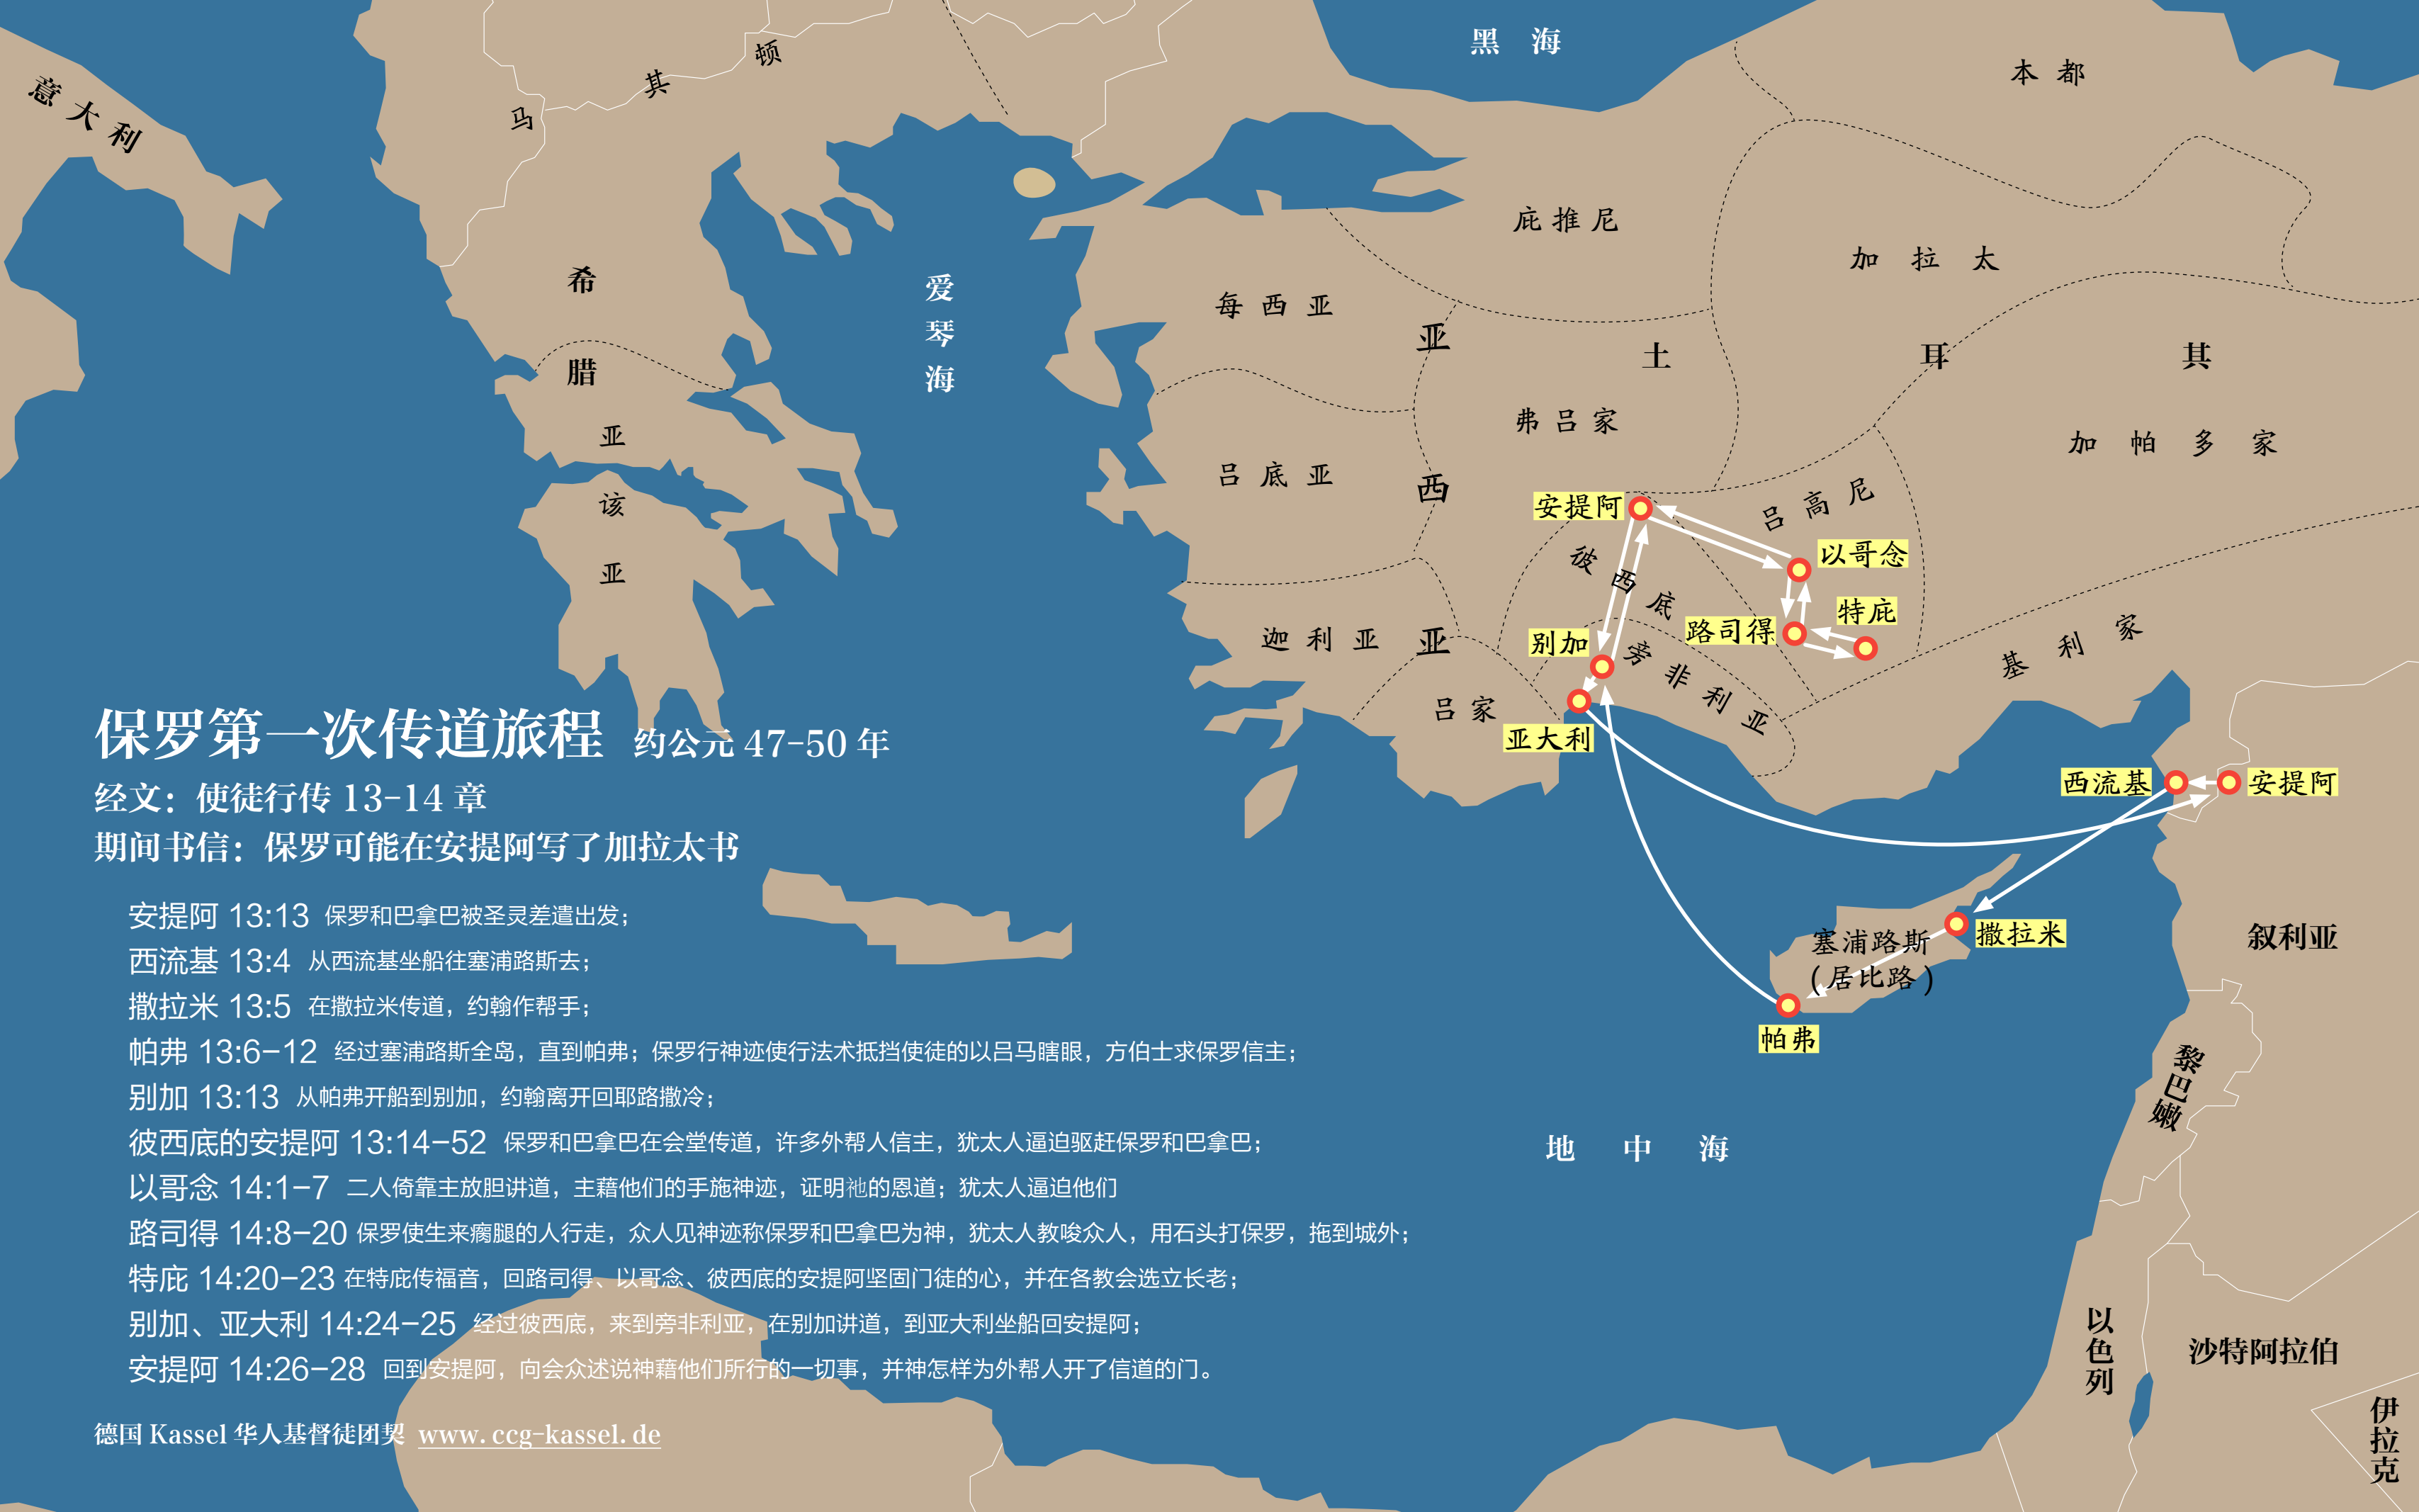 黑 海
本 都
意大利
马 其 顿
庇推尼
加 拉 太
希腊
爱琴海
每西亚
亚西亚
土 耳 其
弗吕家
加帕多家
亚该亚
吕底亚
安提阿
吕高尼
以哥念
彼西底
特庇
路司得
别加
迦利亚
旁非利亚
基利家
吕家
亚大利
西流基
安提阿
保罗第一次传道旅程 约公元 47-50 年
经文：使徒行传 13-14 章
期间书信：保罗可能在安提阿写了加拉太书
安提阿 13:13 保罗和巴拿巴被圣灵差遣出发；
西流基 13:4 从西流基坐船往塞浦路斯去；
撒拉米 13:5 在撒拉米传道，约翰作帮手；
帕弗 13:6-12 经过塞浦路斯全岛，直到帕弗；保罗行神迹使行法术抵挡使徒的以吕马瞎眼，方伯士求保罗信主；
别加 13:13 从帕弗开船到别加，约翰离开回耶路撒冷；
彼西底的安提阿 13:14-52 保罗和巴拿巴在会堂传道，许多外帮人信主，犹太人逼迫驱赶保罗和巴拿巴；
以哥念 14:1-7 二人倚靠主放胆讲道，主藉他们的手施神迹，证明祂的恩道；犹太人逼迫他们
路司得 14:8-20 保罗使生来瘸腿的人行走，众人见神迹称保罗和巴拿巴为神，犹太人教唆众人，用石头打保罗，拖到城外；
特庇 14:20-23 在特庇传福音，回路司得、以哥念、彼西底的安提阿坚固门徒的心，并在各教会选立长老；
别加、亚大利 14:24-25 经过彼西底，来到旁非利亚，在别加讲道，到亚大利坐船回安提阿；
安提阿 14:26-28 回到安提阿，向会众述说神藉他们所行的一切事，并神怎样为外帮人开了信道的门。
德国 Kassel 华人基督徒团契 www.ccg-kassel.de
撒拉米
塞浦路斯
(居比路)
帕弗
叙利亚
黎巴嫩
地 中 海
以色列
沙特阿拉伯
伊拉克